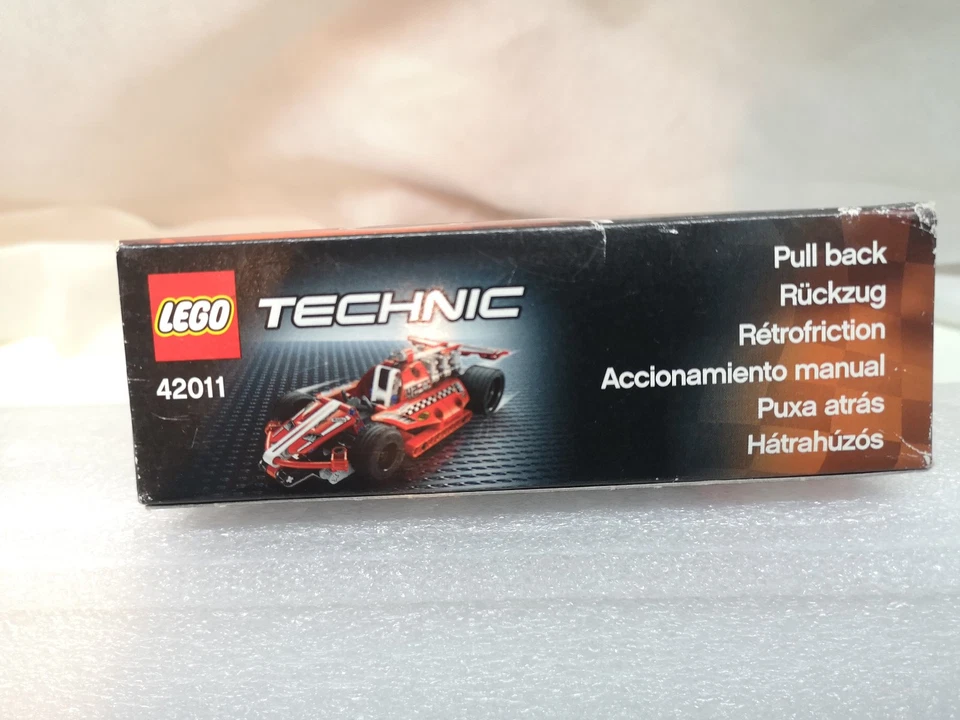 LEGO
TECHNIC
42011
Pull back
Rückzug
Rétrofriction
Accionamiento manual
Puxa atrás
Hátrahúzós